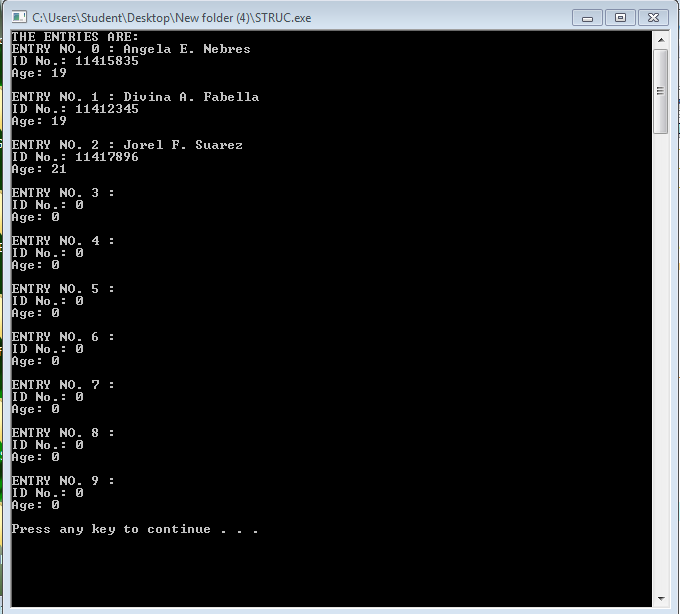 C:\Users\Student\Desktop\New folder (4)\STRUC.exe
THE ENTRIES ARE:
ENTRY NO. 0 : Angela E. Nebres
ID No.: 11415835
Age: 19
ENTRY NO. 1 : Divina A. Fabella
ID No.: 11412345
Age: 19
ENTRY NO. 2 : Jorel F. Suarez
ID No.: 11417896
Age: 21
ENTRY NO. 3 :
ID No.: 0
Age: 0
ENTRY NO. 4 :
ID No.: 0
Age: 0
ENTRY NO. 5 :
ID No.: 0
Age: 0
ENTRY NO. 6 :
ID No.: 0
Age: 0
ENTRY NO. 7 :
ID No.: 0
Age: 0
ENTRY NO. 8 :
ID No.: 0
Age: 0
ENTRY NO. 9 :
ID No.: 0
Age: 0
Press any key to continue . . .